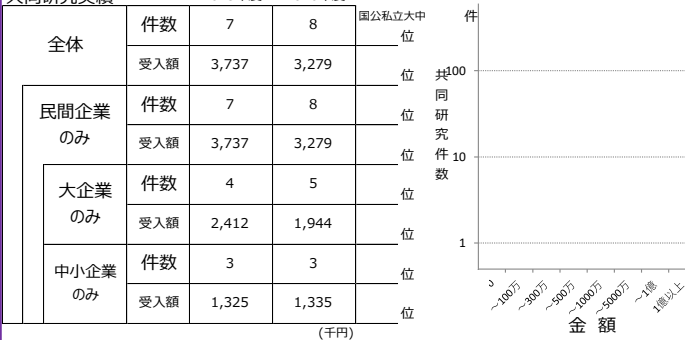 共同研究実績
国公私立大中
全体 件数 7 8 位
受入額 3,737 3,279 位
民間企業のみ 件数 7 8 位
受入額 3,737 3,279 位
大企業のみ 件数 4 5 位
受入額 2,412 1,944 位
中小企業のみ 件数 3 3 位
受入額 1,325 1,335 位
(千円)
件
共同研究件数
100
10
1
0 ～100万 ～300万 ～500万 ～1000万 ～5000万 ～1億 1億以上
金 額